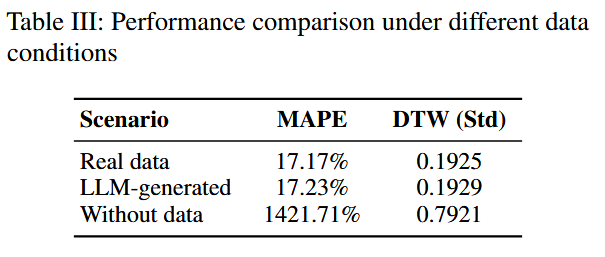 Table III: Performance comparison under different data
conditions
Scenario MAPE DTW (Std)
Real data 17.17% 0.1925
LLM-generated 17.23% 0.1929
Without data 1421.71% 0.7921